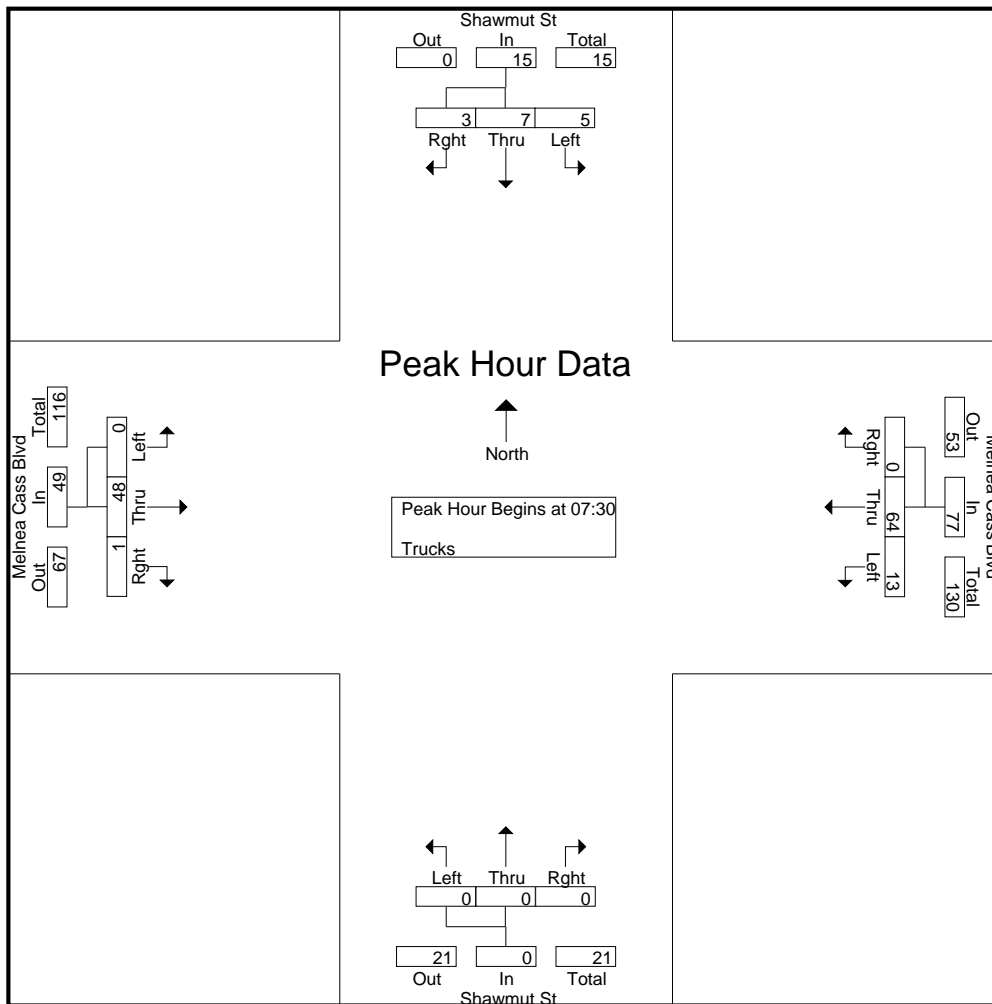 Shawmut St
Out In Total
0 15 15
3 7 5
Rght Thru Left
Peak Hour Data
North
Peak Hour Begins at 07:30
Trucks
Melnea Cass Blvd
Out In Total
67 49 116
Rght Thru Left
1 48 0
Melnea Cass Blvd
Out In Total
53 77 130
Rght Thru Left
0 64 13
Left Thru Rght
0 0 0
21 0 21
Out In Total
Shawmut St